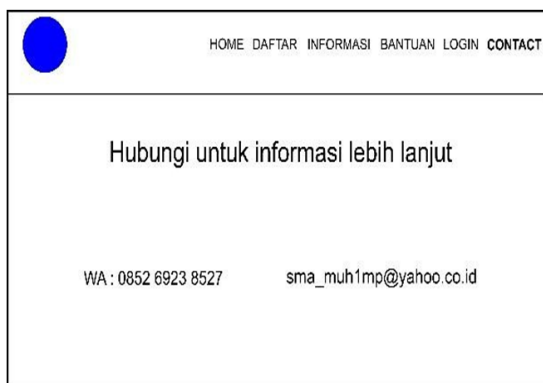 HOME DAFTAR INFORMASI BANTUAN LOGIN CONTACT
Hubungi untuk informasi lebih lanjut
WA : 0852 6923 8527 sma_muh1mp@yahoo.co.id